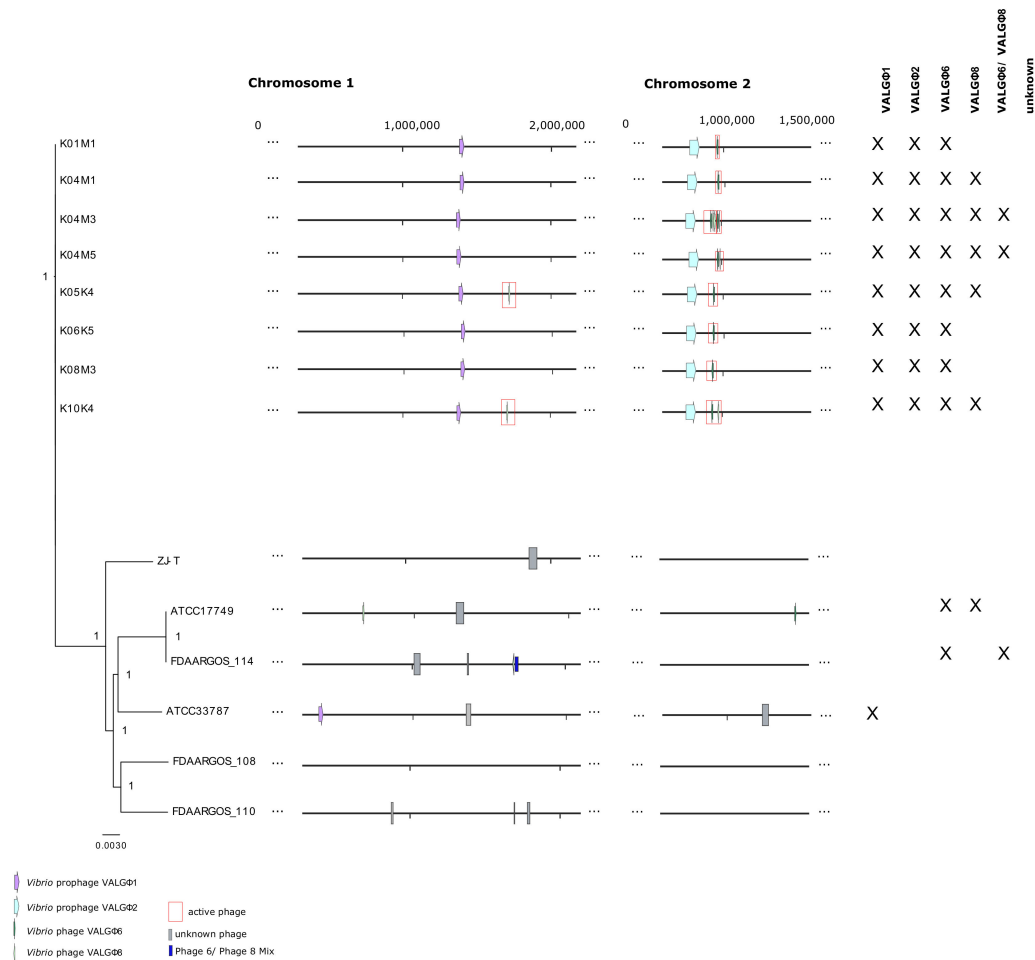 VALGΦ1 VALGΦ2 VALGΦ6 VALGΦ8 VALGΦ6/ VALGΦ8 unknown
Chromosome 1 Chromosome 2
0 1,000,000 2,000,000 0 1,000,000 1,500,000
K01M1 ... ... ... ... X X X
K04M1 ... ... ... ... X X X X
K04M3 ... ... ... ... X X X X X
K04M5 ... ... ... ... X X X X X
1
K05K4 ... ... ... ... X X X X
K06K5 ... ... ... ... X X X
K08M3 ... ... ... ... X X X
K10K4 ... ... ... ... X X X X
ZJ-T ... ... ... ...
ATCC17749 ... ... ... ... X X
1 1
FDAARGOS_114 ... ... ... ... X X
1
ATCC33787 ... ... ... ... X
1
FDAARGOS_108 ... ... ... ...
1
FDAARGOS_110 ... ... ... ...
0.0030
Vibrio prophage VALGΦ1
Vibrio prophage VALGΦ2 active phage
Vibrio phage VALGΦ6 unknown phage
Vibrio phage VALGΦ8 Phage 6/ Phage 8 Mix